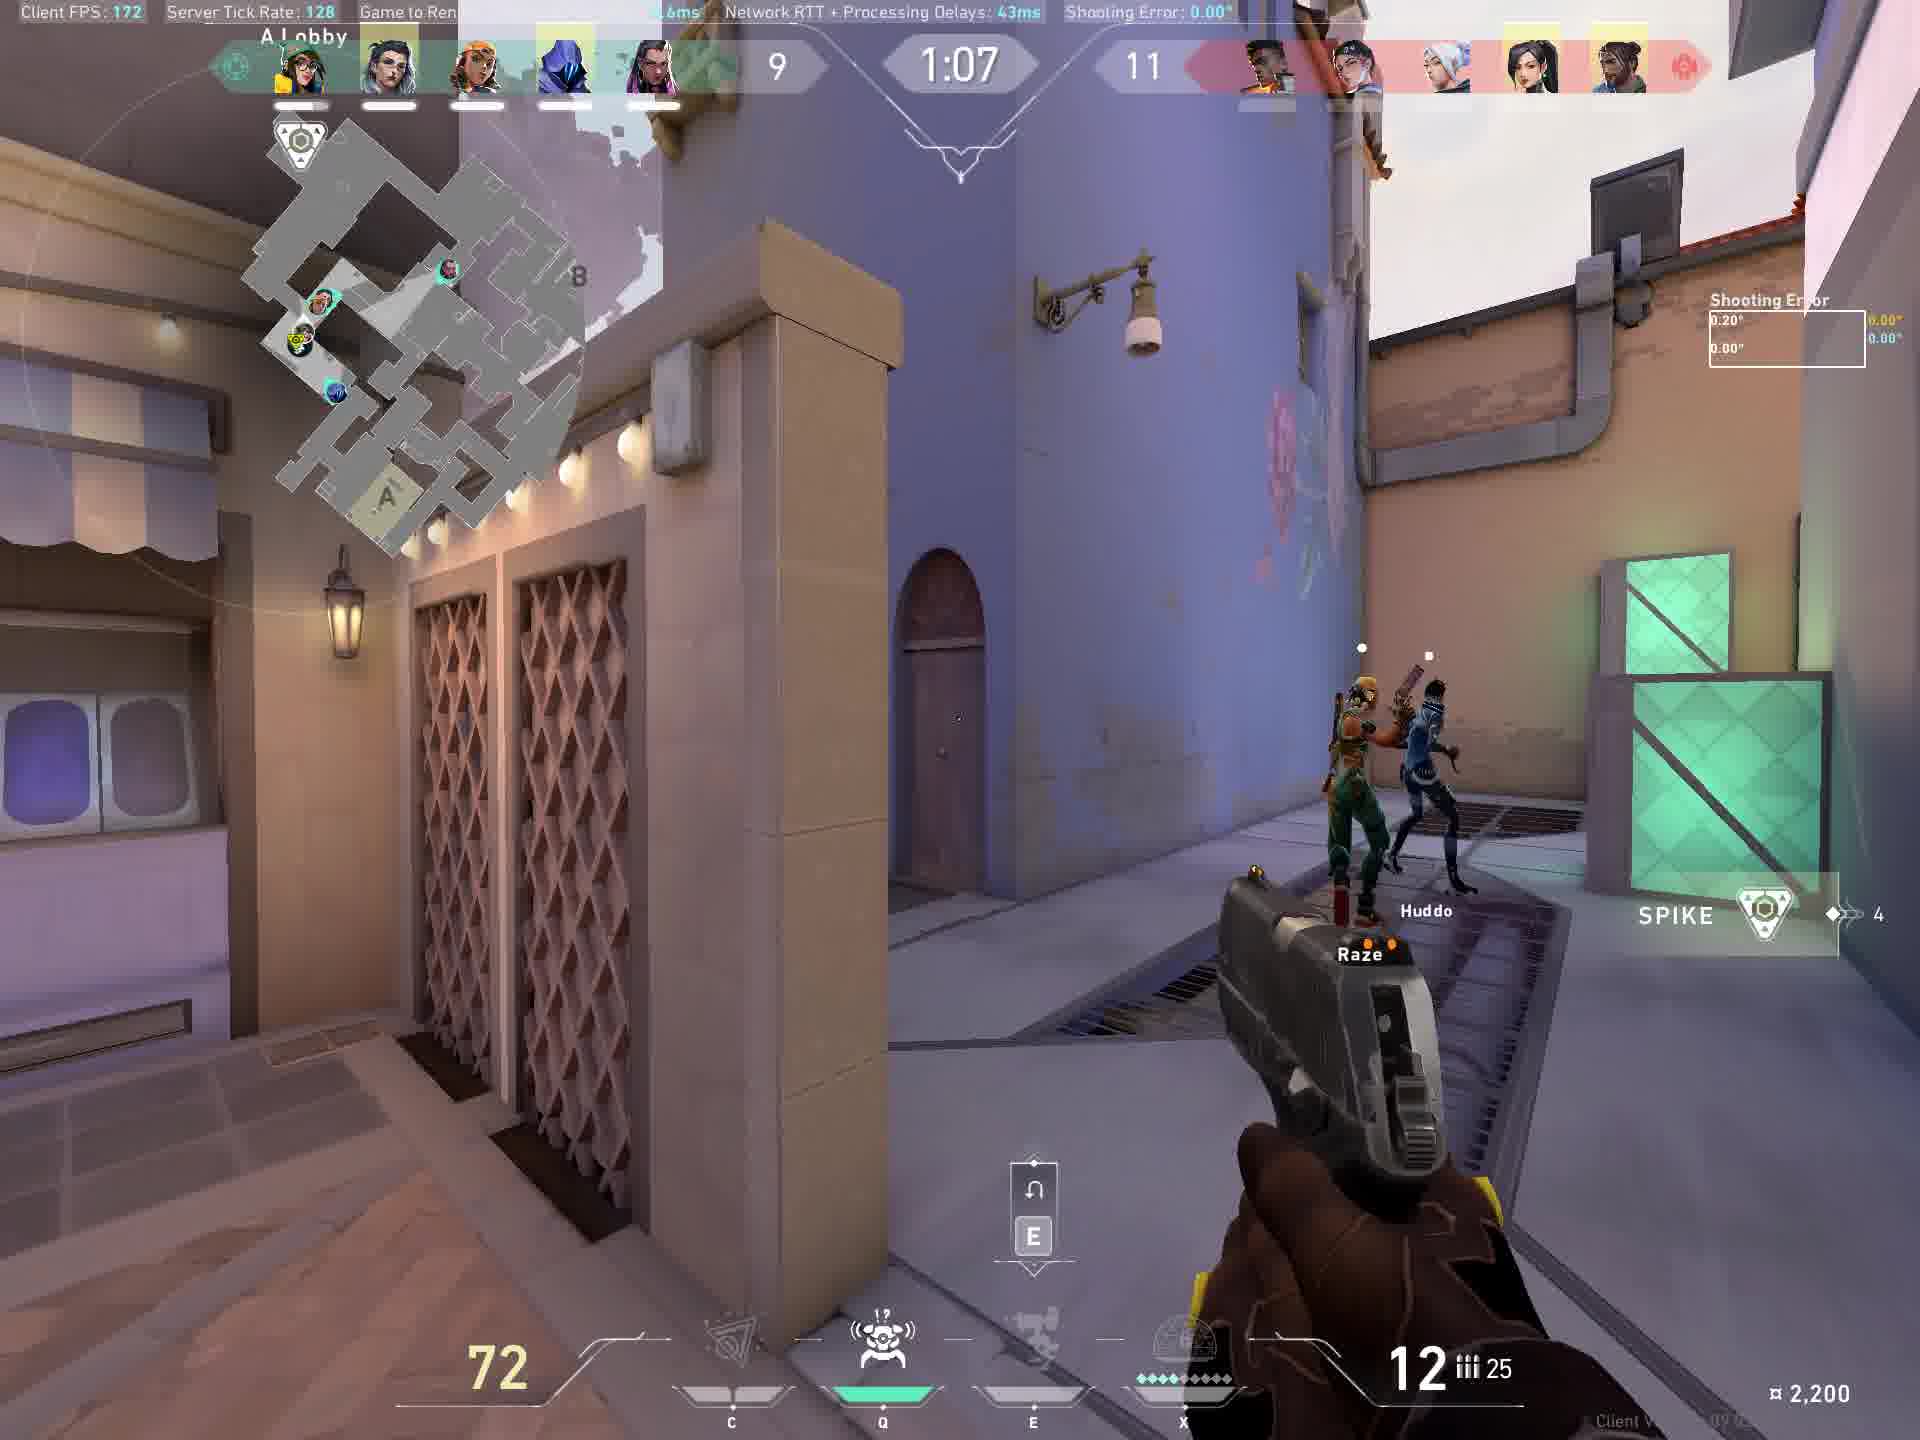 Client FPS: 172
Server Tick Rate: 128
Game to Ren
.6ms
Network RTT + Processing Delays: 43ms
Shooting Error: 0.00°
A Lobby
9
1:07
11
B
A
Shooting Error
0.20°
0.00°
0.00°
0.00°
Huddo
Raze
SPIKE
4
E
72
12
25
C
Q
E
X
¤ 2,200
Client V